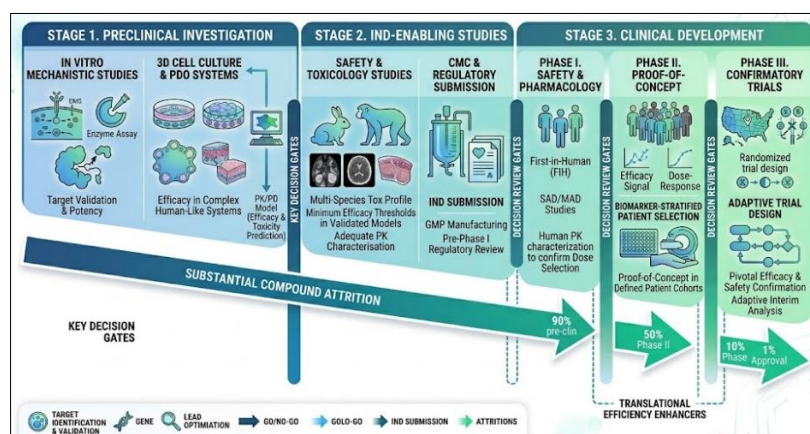 STAGE 1. PRECLINICAL INVESTIGATION
IN VITRO
MECHANISTIC STUDIES
EMG
Enzyme Assay
Target Validation
& Potency
3D CELL CULTURE
& PDO SYSTEMS
Efficacy in Complex
Human-Like Systems
PK/PD
Model
(Efficacy &
Toxicity
Prediction)
KEY DECISION GATES
STAGE 2. IND-ENABLING STUDIES
SAFETY &
TOXICOLOGY STUDIES
Multi-Species Tox Profile
Minimum Efficacy Thresholds
in Validated Models
Adequate PK
Characterisation
CMC &
REGULATORY
SUBMISSION
IND SUBMISSION
GMP Manufacturing
Pre-Phase I
Regulatory Review
DECISION REVIEW GATES
STAGE 3. CLINICAL DEVELOPMENT
PHASE I.
SAFETY &
PHARMACOLOGY
First-in-Human
(FIH)
SAD/MAD
Studies
Human PK
characterization
to confirm Dose
Selection
DECISION GATES
PHASE II.
PROOF-OF-
CONCEPT
Efficacy
Signal
Dose-
Response
BIOMARKER-STRATIFIED
PATIENT SELECTION
Proof-of-Concept in
Defined Patient Cohorts
DECISION REVIEW GATES
PHASE III.
CONFIRMATORY
TRIALS
Randomized
trial design
ADAPTIVE TRIAL
DESIGN
Pivotal Efficacy &
Safety Confirmation
Adaptive Interim
Analysis
SUBSTANTIAL COMPOUND ATTRITION
90%
pre-clin
50%
Phase II
10%
Phase
1%
Approval
KEY DECISION
GATES
TRANSLATIONAL
EFFICIENCY ENHANCERS
TARGET
IDENTIFICATION
& VALIDATION
GENE
LEAD
OPTIMIATION
GO/NO-GO
GOLO-GO
IND SUBMISSION
ATTRITIONS